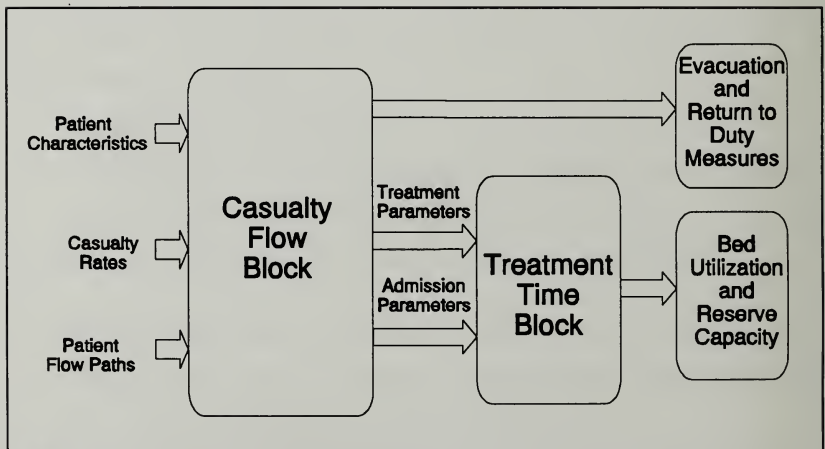 Patient
Characteristics
Casualty
Rates
Patient
Flow Paths
Casualty
Flow
Block
Treatment
Parameters
Admission
Parameters
Treatment
Time
Block
Evacuation
and
Return to
Duty
Measures
Bed
Utilization
and
Reserve
Capacity